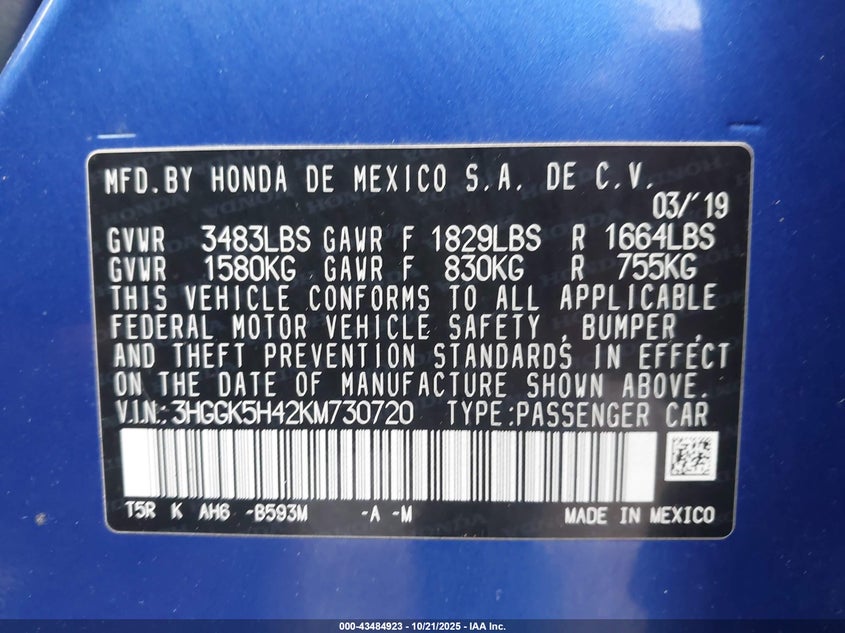 MFD.BY HONDA DE MEXICO S.A. DE C.V.
03/'19
GVWR 3483LBS GAWR F 1829LBS R 1664LBS
GVWR 1580KG GAWR F 830KG R 755KG
THIS VEHICLE CONFORMS TO ALL APPLICABLE
FEDERAL MOTOR VEHICLE SAFETY , BUMPER ,
AND THEFT PREVENTION STANDARDS IN EFFECT
ON THE DATE OF MANUFACTURE SHOWN ABOVE.
V.I.N.: 3HGGK5H42KM730720 TYPE:PASSENGER CAR
T5R K AH6 -B593M -A -M MADE IN MEXICO
000-43484923 - 10/21/2025 - IAA Inc.